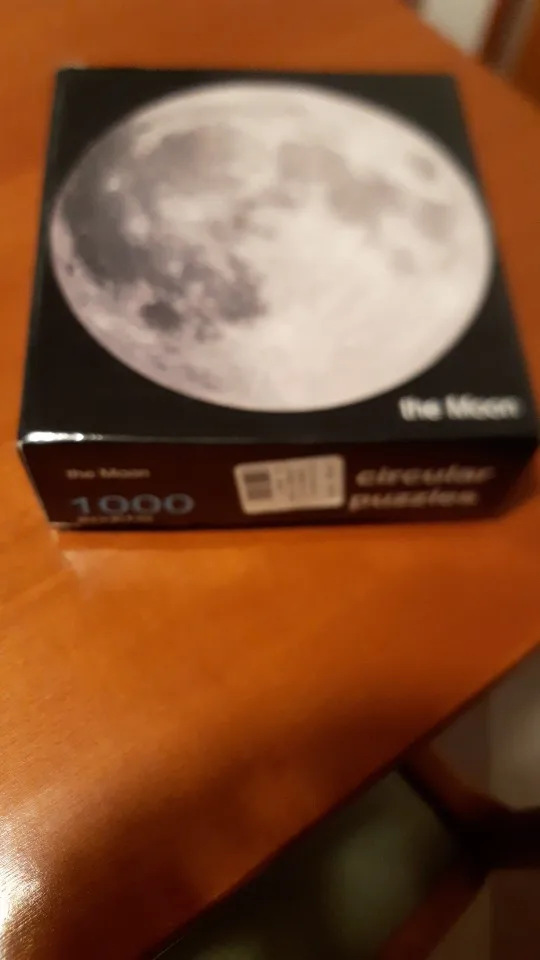 the Moon
the Moon
1000
circular
puzzles